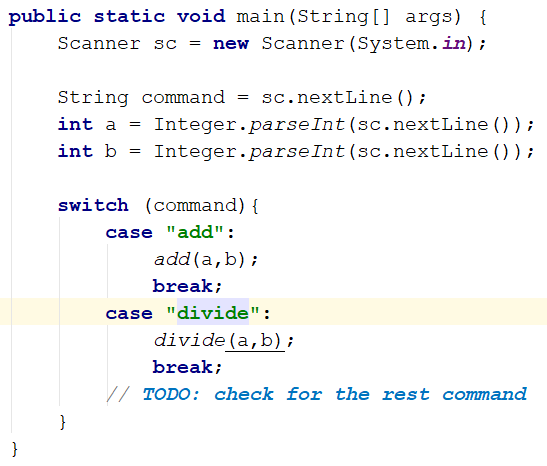 public static void main(String[] args) {
    Scanner sc = new Scanner(System.in);

    String command = sc.nextLine();
    int a = Integer.parseInt(sc.nextLine());
    int b = Integer.parseInt(sc.nextLine());

    switch (command){
        case "add":
            add(a,b);
            break;
        case "divide":
            divide(a,b);
            break;
        // TODO: check for the rest command
    }
}